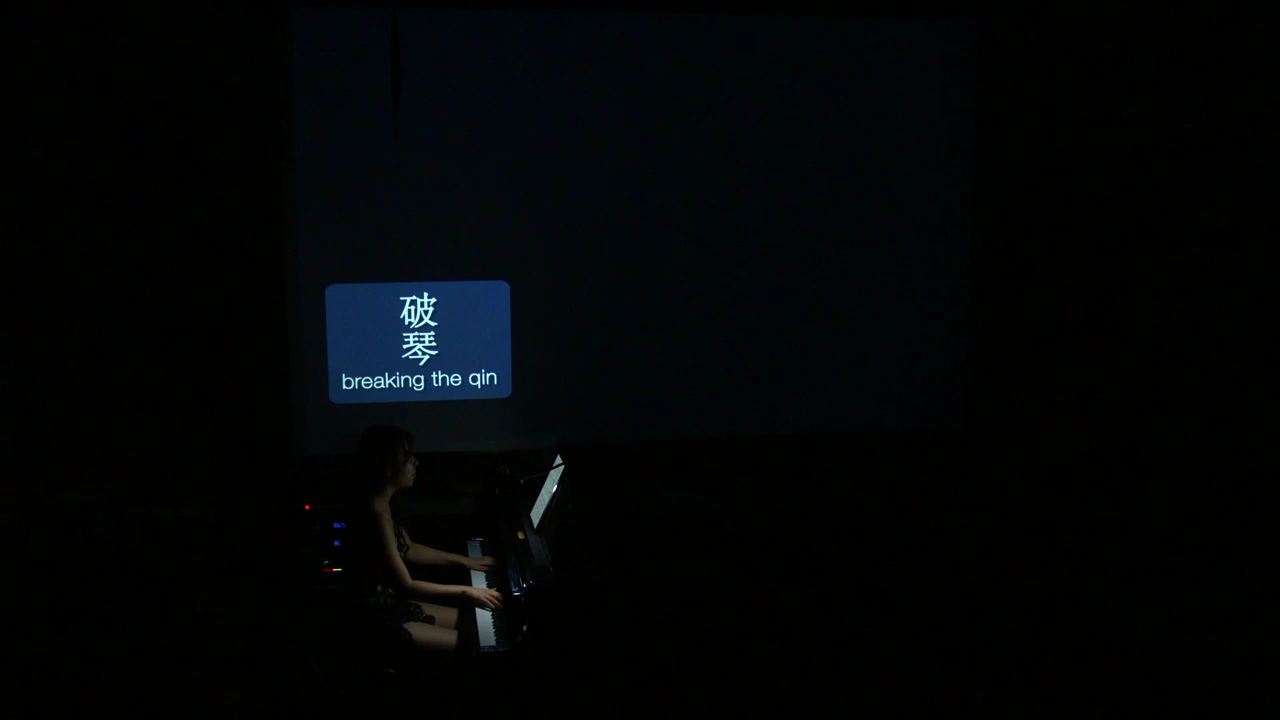 破
琴
breaking the qin